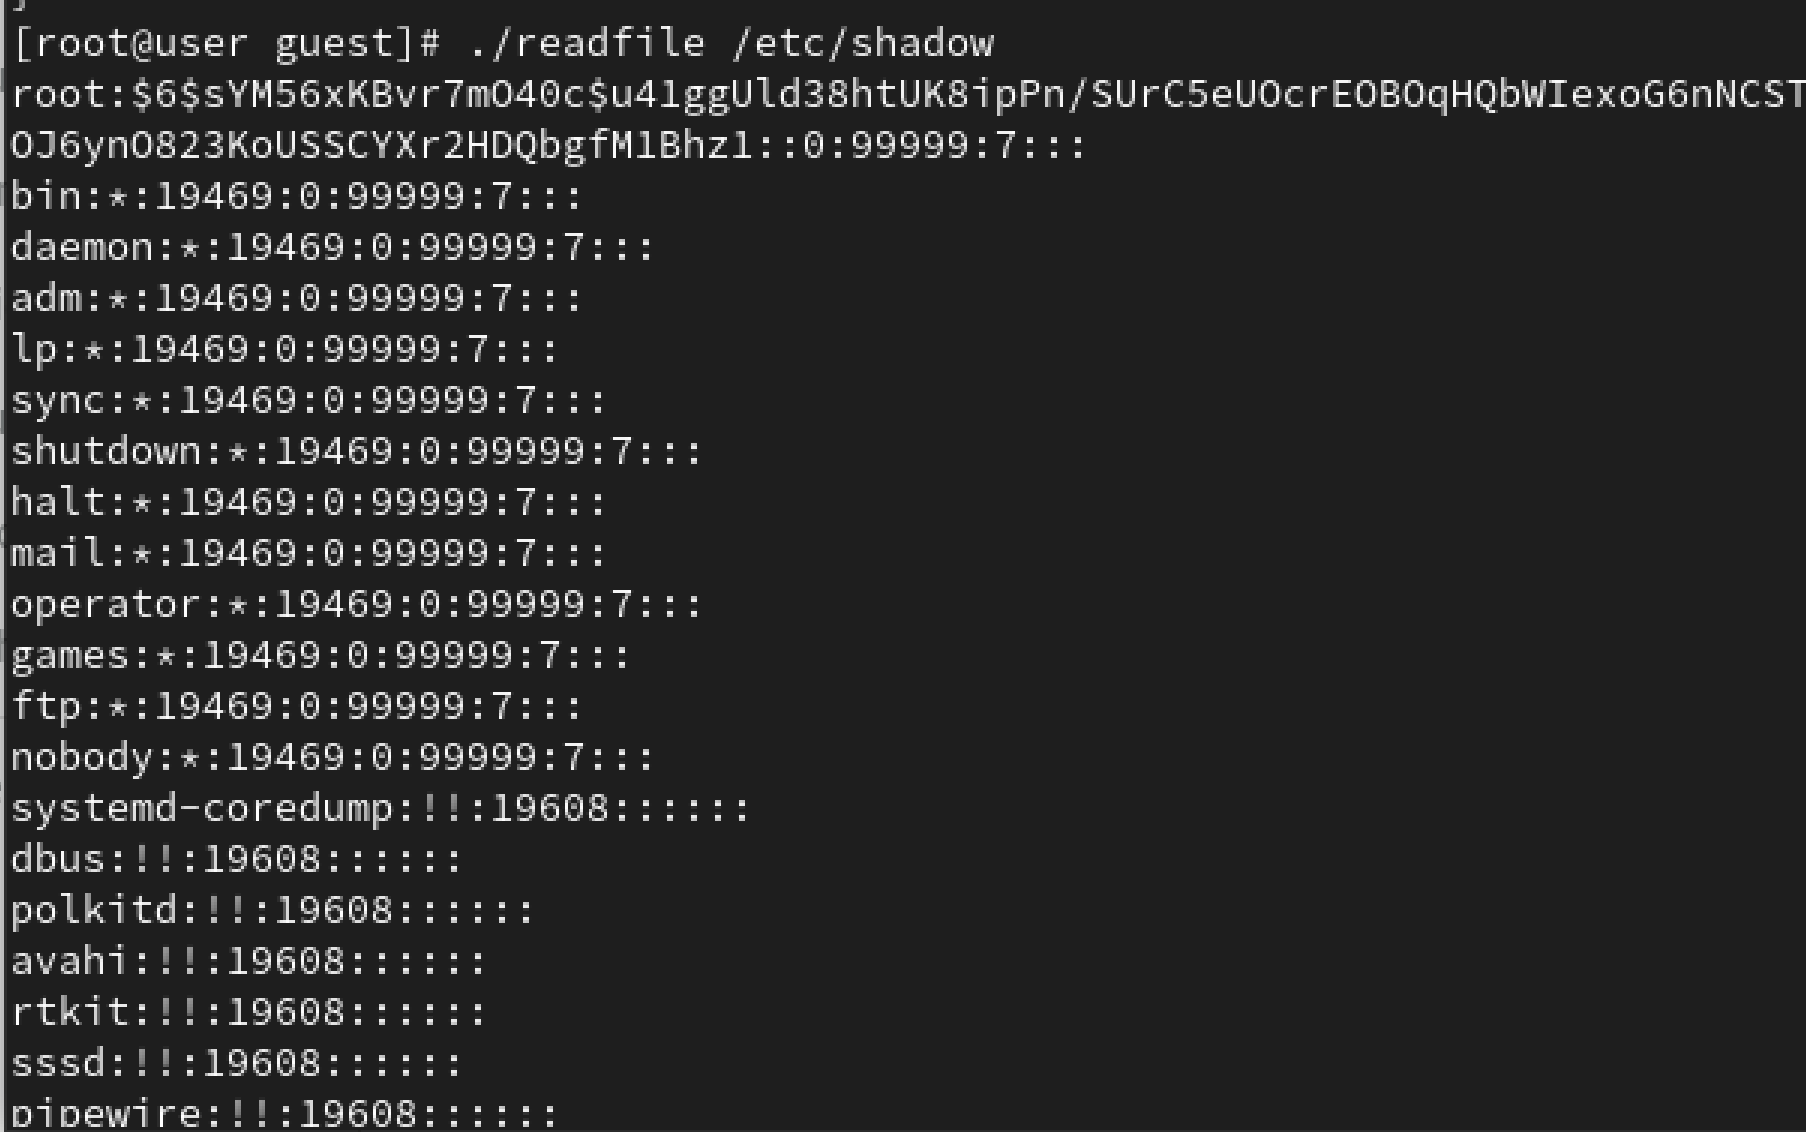 [root@user guest]# ./readfile /etc/shadow
root:$6$sYM56xKBvr7mO40c$u41ggUld38htUK8ipPn/SUrC5eUOcrEOBOqHQbWIexoG6nNCST
OJ6ynO823KoUSSCYXr2HDQbgfM1Bhz1::0:99999:7:::
bin:*:19469:0:99999:7:::
daemon:*:19469:0:99999:7:::
adm:*:19469:0:99999:7:::
lp:*:19469:0:99999:7:::
sync:*:19469:0:99999:7:::
shutdown:*:19469:0:99999:7:::
halt:*:19469:0:99999:7:::
mail:*:19469:0:99999:7:::
operator:*:19469:0:99999:7:::
games:*:19469:0:99999:7:::
ftp:*:19469:0:99999:7:::
nobody:*:19469:0:99999:7:::
systemd-coredump:!!:19608::::::
dbus:!!:19608::::::
polkitd:!!:19608::::::
avahi:!!:19608::::::
rtkit:!!:19608::::::
sssd:!!:19608::::::
pipewire:!!:19608::::::